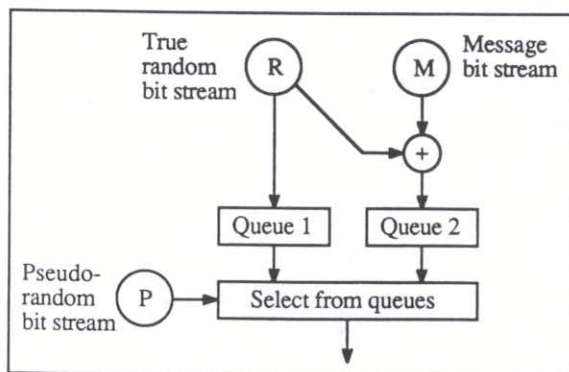 True
random
bit stream
R
M
Message
bit stream
+
Queue 1
Queue 2
Pseudo-
random
bit stream
P
Select from queues